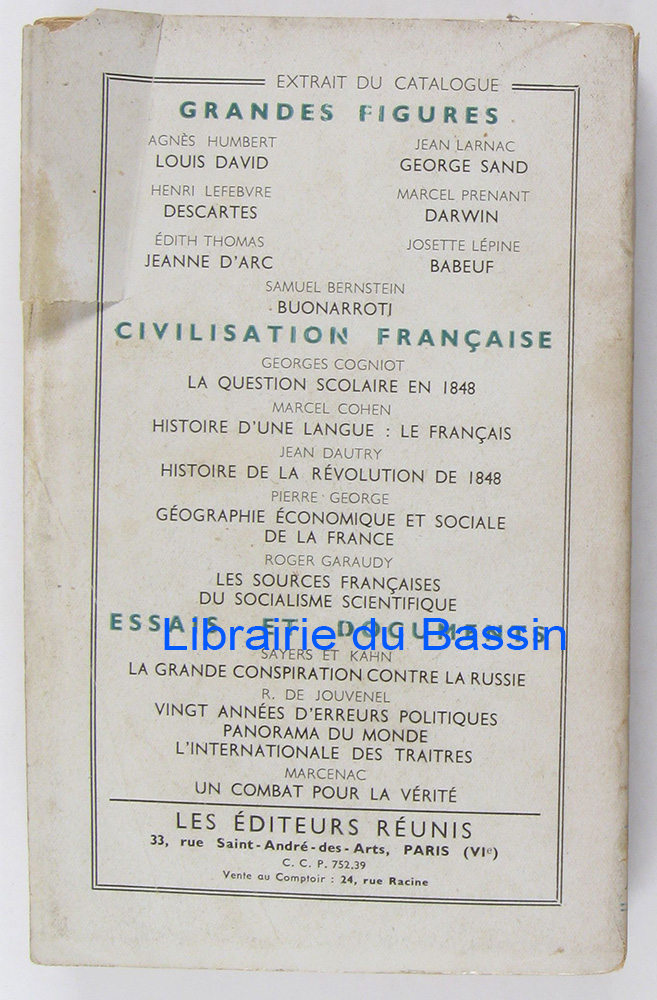 EXTRAIT DU CATALOGUE
GRANDES FIGURES
AGNÈS HUMBERT
LOUIS DAVID
JEAN LARNAC
GEORGE SAND
HENRI LEFEBVRE
DESCARTES
MARCEL PRENANT
DARWIN
ÉDITH THOMAS
JEANNE D'ARC
JOSETTE LÉPINE
BABEUF
SAMUEL BERNSTEIN
BUONARROTI
CIVILISATION FRANÇAISE
GEORGES COGNIOT
LA QUESTION SCOLAIRE EN 1848
MARCEL COHEN
HISTOIRE D'UNE LANGUE : LE FRANÇAIS
JEAN DAUTRY
HISTOIRE DE LA RÉVOLUTION DE 1848
PIERRE GEORGE
GÉOGRAPHIE ÉCONOMIQUE ET SOCIALE
DE LA FRANCE
ROGER GARAUDY
LES SOURCES FRANÇAISES
DU SOCIALISME SCIENTIFIQUE
ESSAIS ET DOCUMENTS
Librairie du Bassin
SAYERS ET KAHN
LA GRANDE CONSPIRATION CONTRE LA RUSSIE
R. DE JOUVENEL
VINGT ANNÉES D'ERREURS POLITIQUES
PANORAMA DU MONDE
L'INTERNATIONALE DES TRAITRES
MARCENAC
UN COMBAT POUR LA VÉRITÉ
LES ÉDITEURS RÉUNIS
33, rue Saint-André-des-Arts, PARIS (VIe)
C. C. P. 752.39
Vente au Comptoir : 24, rue Racine